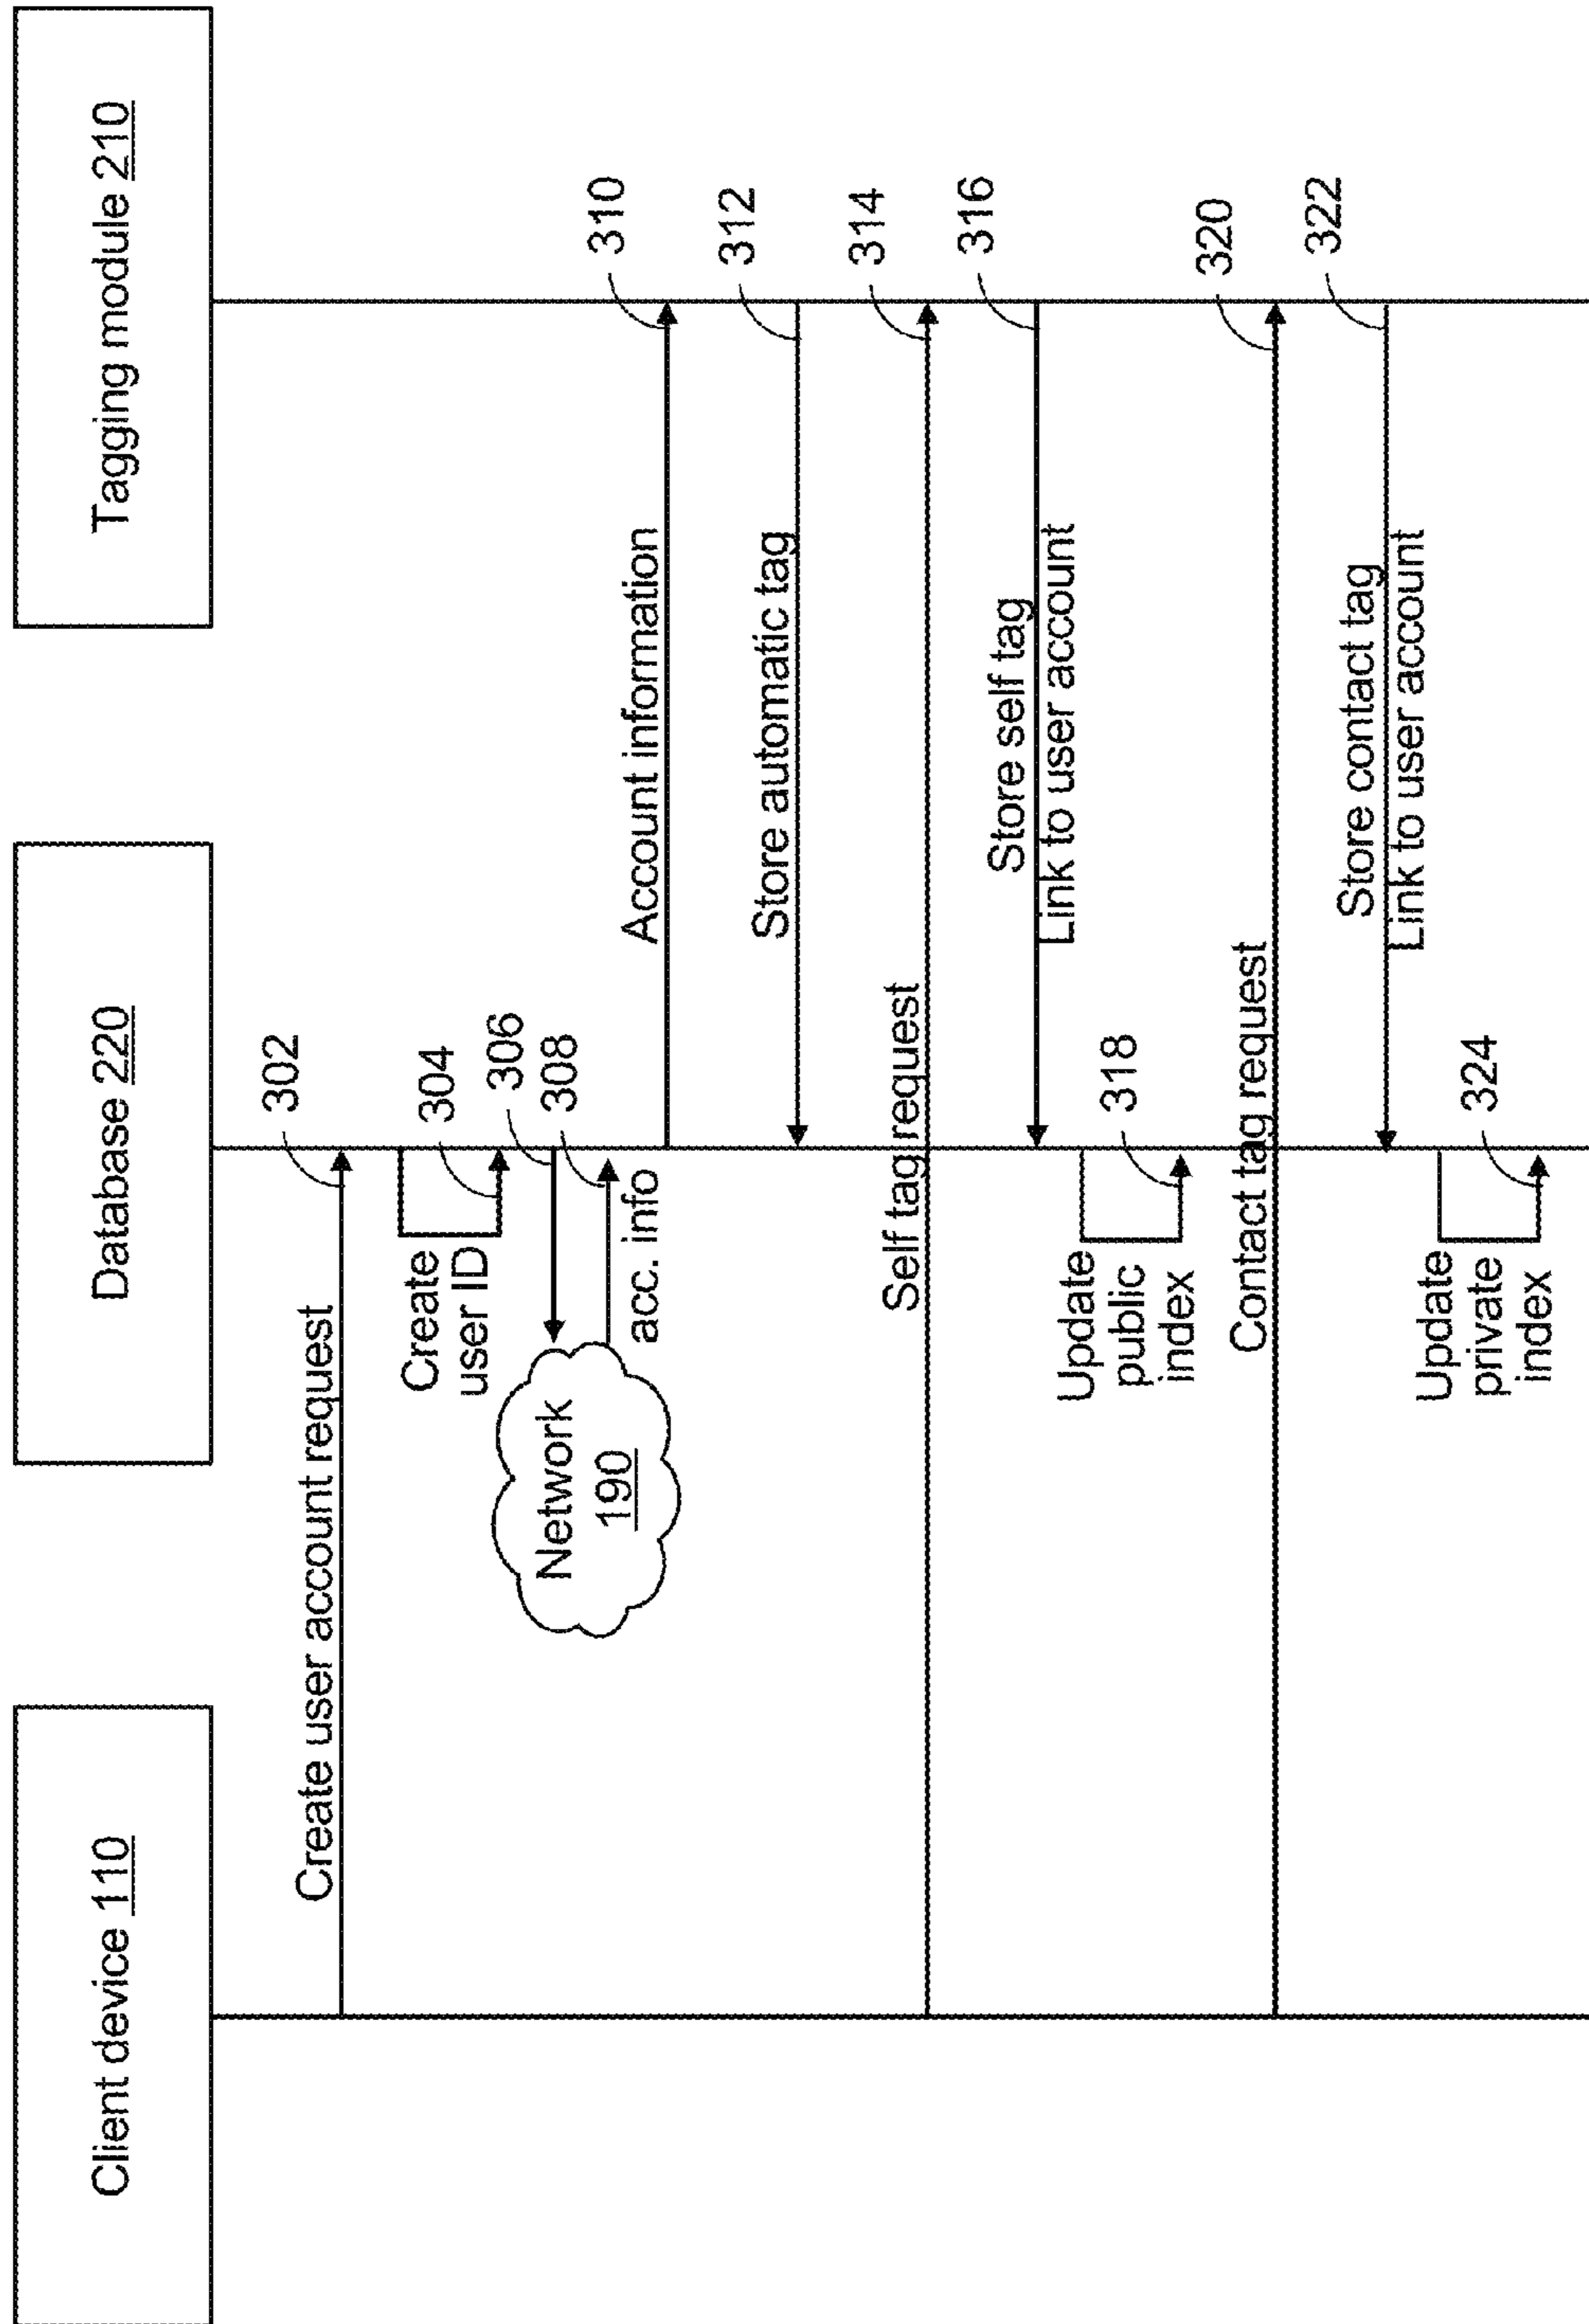 Client device 110
Database 220
Tagging module 210
Create user account request
302
Create
user ID
304
306
Network
190
308
acc. info
Account information
310
Store automatic tag
312
Self tag request
314
Store self tag
Link to user account
316
Update
public
index
318
Contact tag request
320
Store contact tag
Link to user account
322
Update
private
index
324